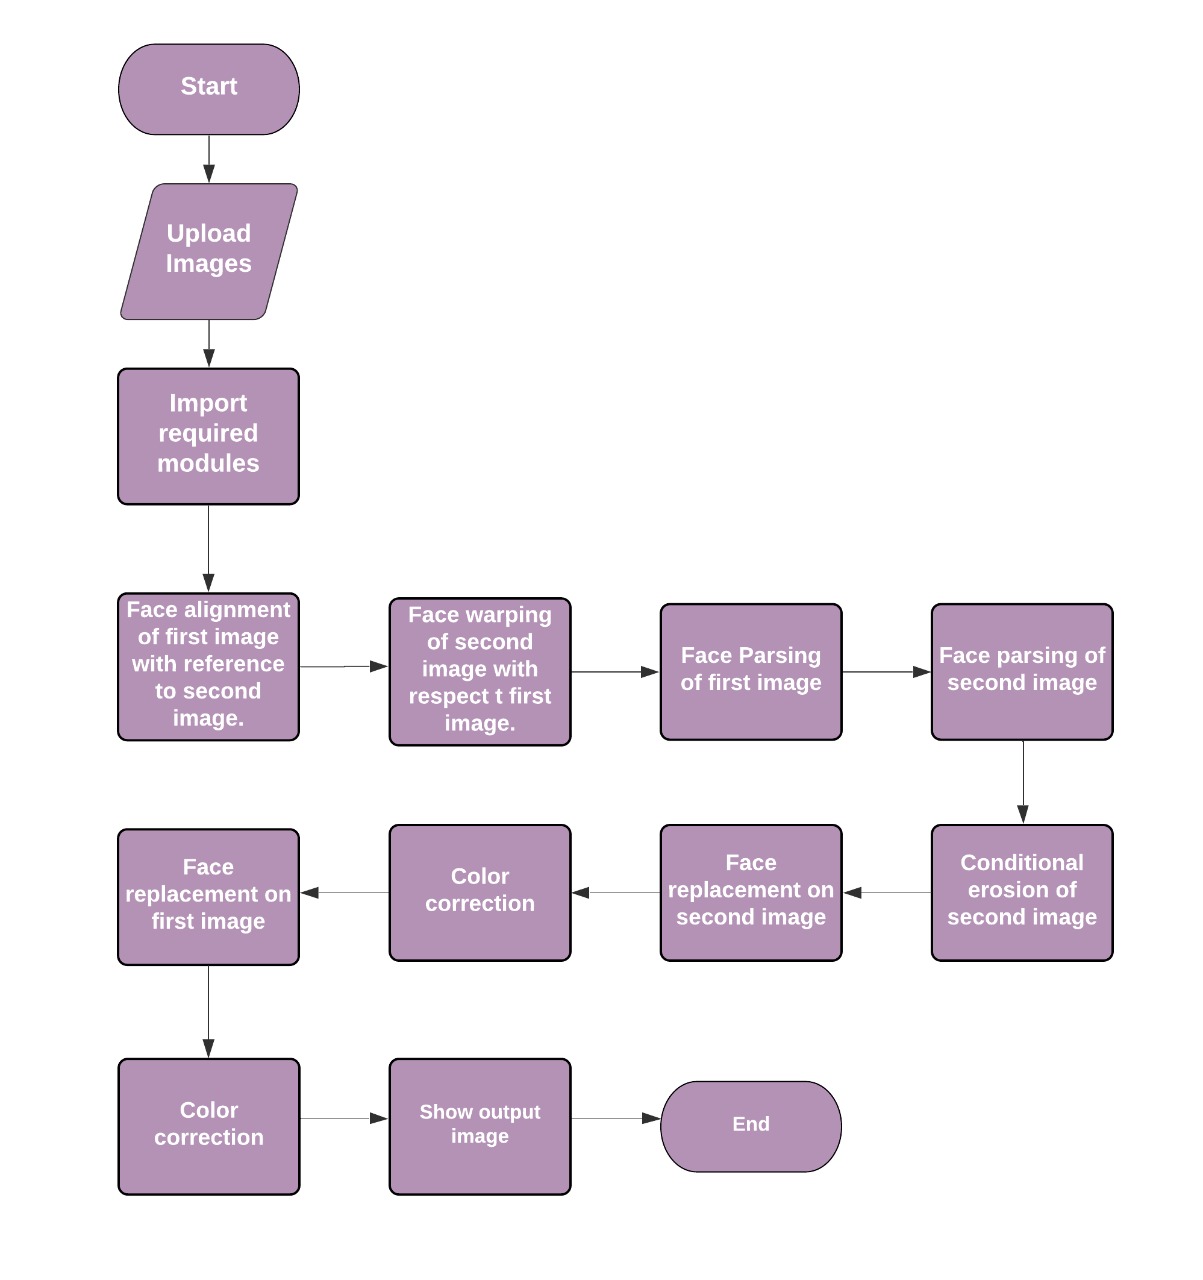 Start
Upload
Images
Import
required
modules
Face alignment
of first image
with reference
to second
image.
Face warping
of second
image with
respect t first
image.
Face Parsing
of first image
Face parsing of
second image
Conditional
erosion of
second image
Face
replacement on
second image
Color
correction
Face
replacement on
first image
Color
correction
Show output
image
End